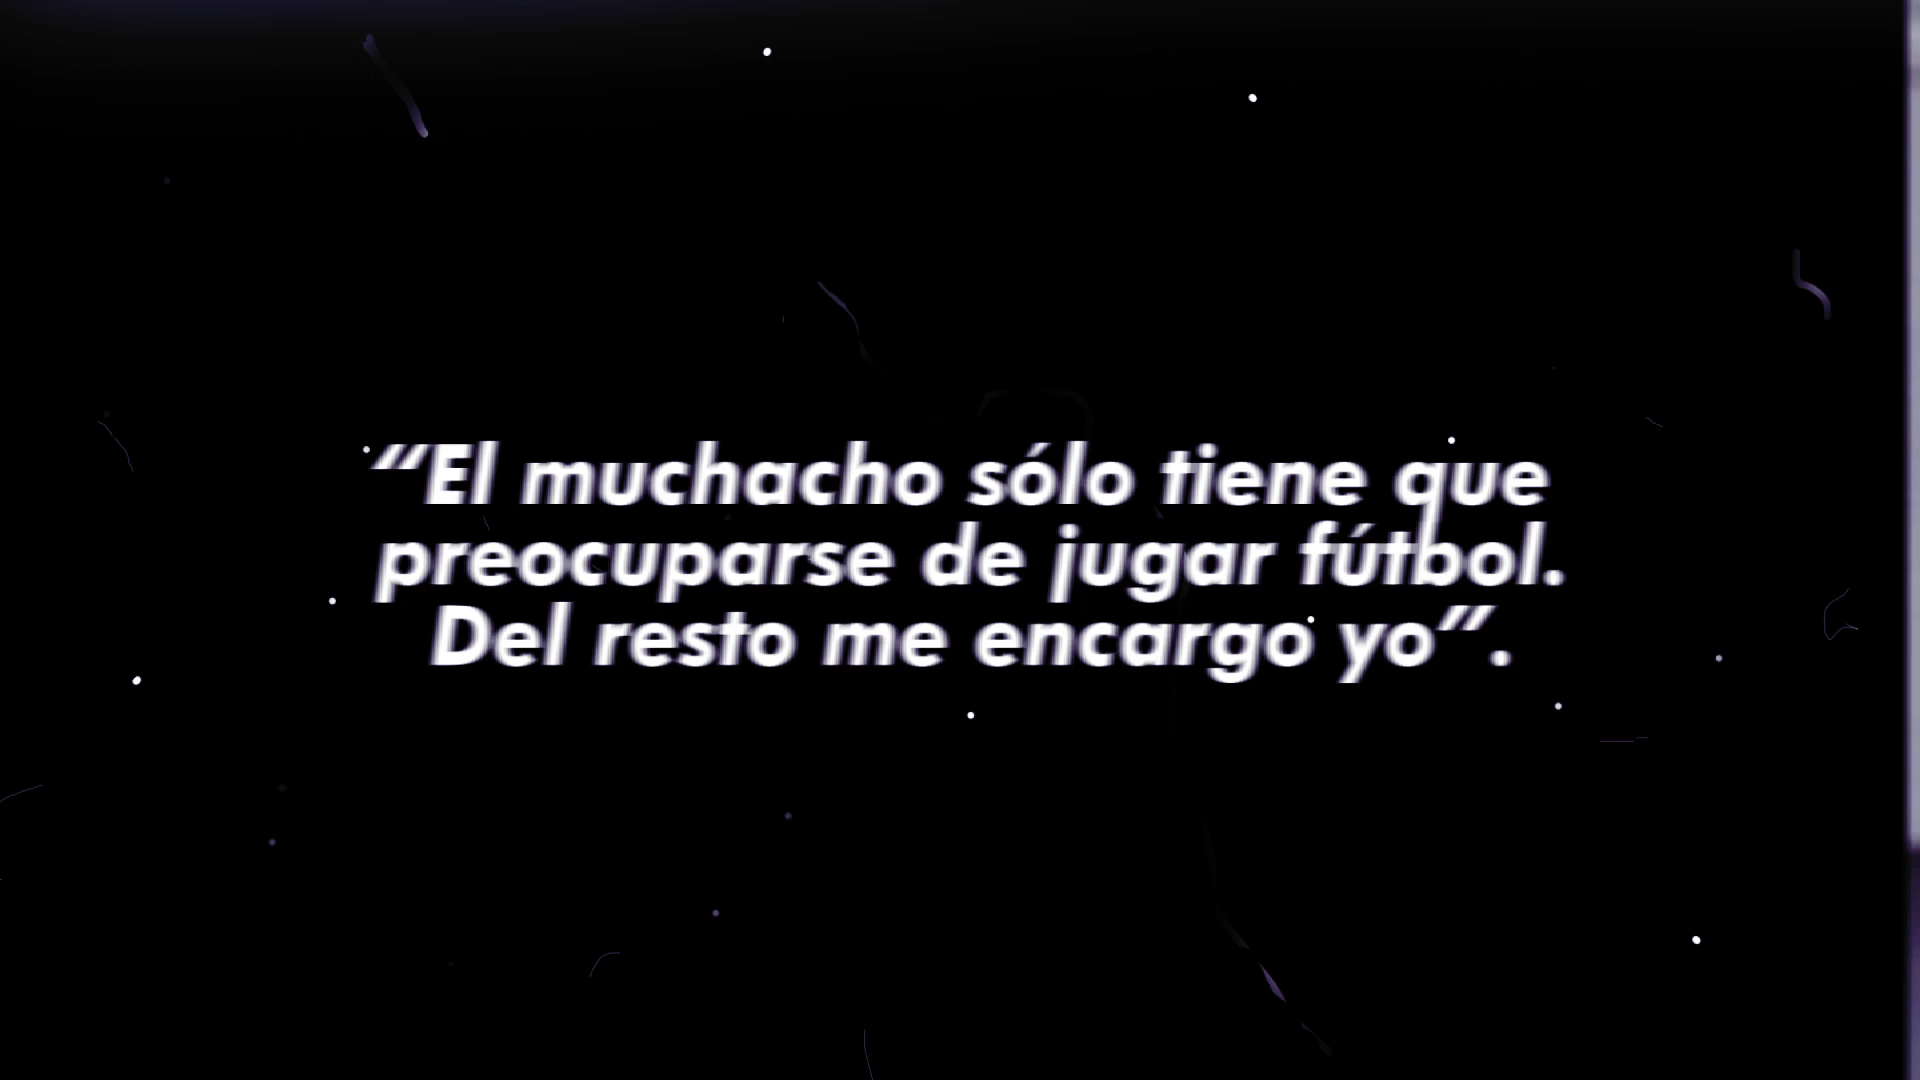 “El muchacho sólo tiene que
preocuparse de jugar fútbol.
Del resto me encargo yo”.